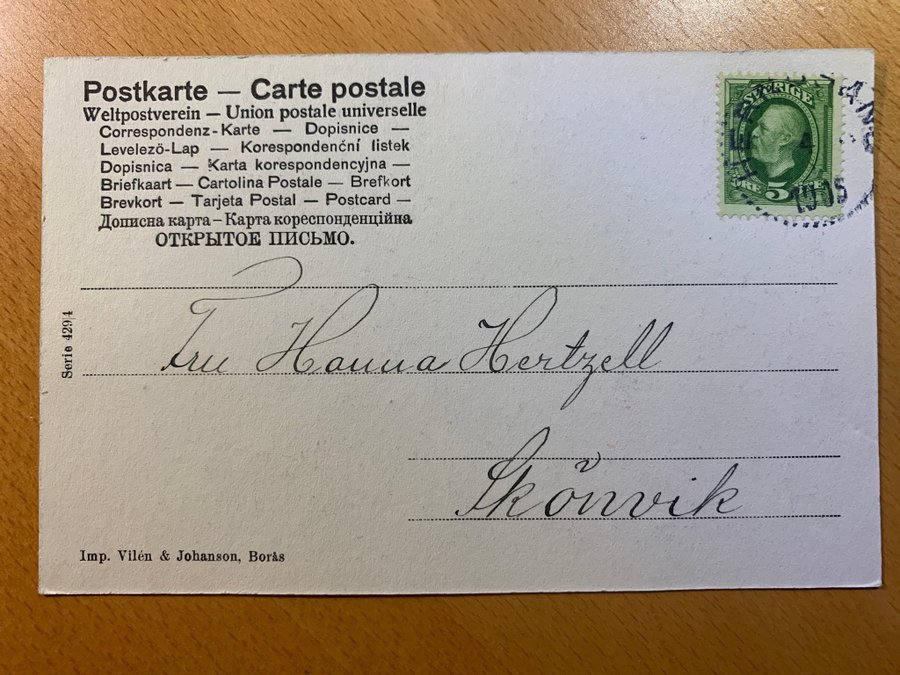 Postkarte — Carte postale
Weltpostverein — Union postale universelle
Correspondenz-Karte — Dopisnice —
Levelező-Lap — Korespondenční lístek
Dopisnica — Karta korespondencyjna —
Briefkaart — Cartolina Postale — Brefkort
Brevkort — Tarjeta Postal — Postcard —
Дописна карта — Карта кореспонденційна
ОТКРЫТОЕ ПИСЬМО.
SVERIGE
5
4
1905
Serie 429/4
Fru Hanna Hertzell
Skönvik
Imp. Vilén & Johanson, Borås